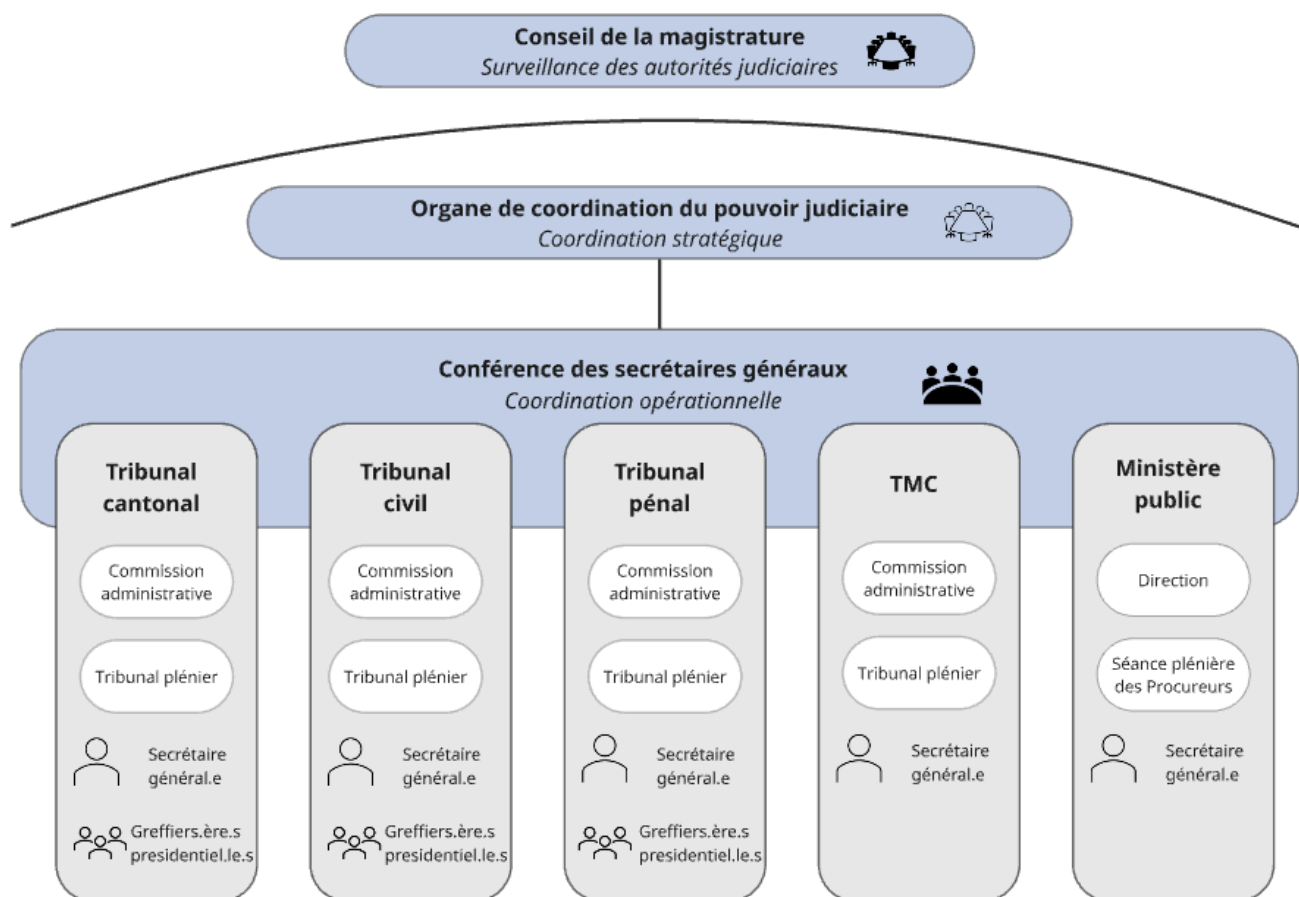 Conseil de la magistrature
Surveillance des autorités judiciaires
Organe de coordination du pouvoir judiciaire
Coordination stratégique
Conférence des secrétaires généraux
Coordination opérationnelle
Tribunal
cantonal
Commission
administrative
Tribunal plénier
Secrétaire
général.e
Greffiers.ère.s
presidentiel.le.s
Tribunal
civil
Commission
administrative
Tribunal plénier
Secrétaire
général.e
Greffiers.ère.s
presidentiel.le.s
Tribunal
pénal
Commission
administrative
Tribunal plénier
Secrétaire
général.e
Greffiers.ère.s
presidentiel.le.s
TMC
Commission
administrative
Tribunal plénier
Secrétaire
général.e
Ministère
public
Direction
Séance plénière
des Procureurs
Secrétaire
général.e